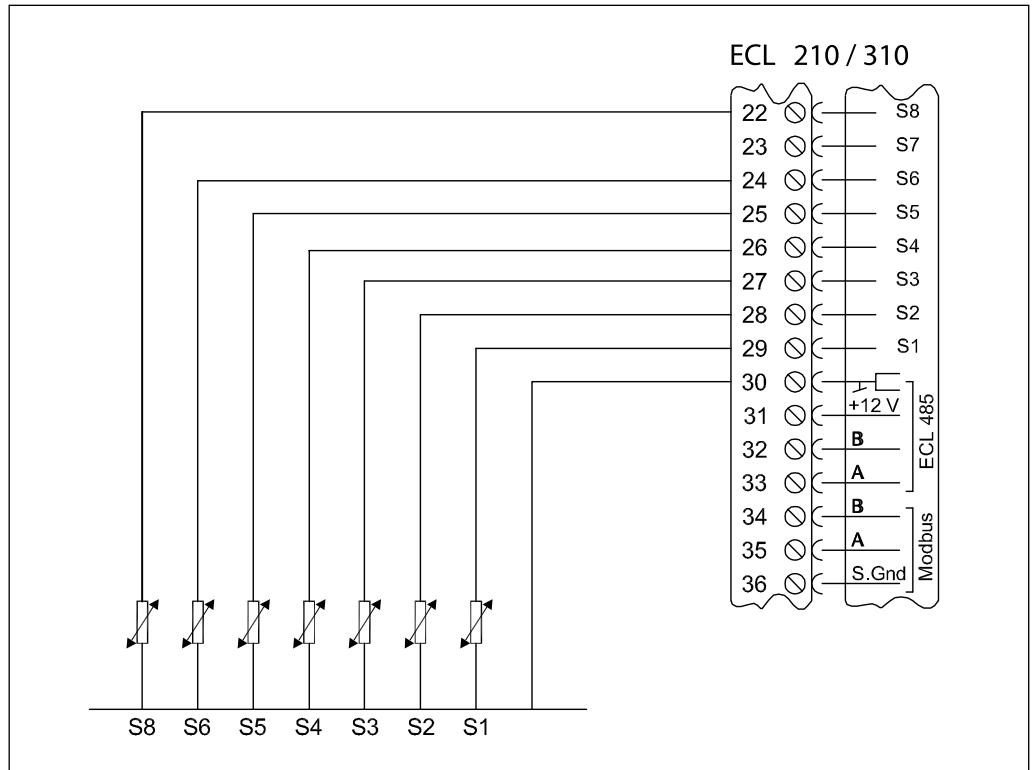 ECL 210 / 310
22 S8
23 S7
24 S6
25 S5
26 S4
27 S3
28 S2
29 S1
30
31 +12 V
32 B
33 A
ECL 485
34 B
35 A
36 S.Gnd
Modbus
S8 S6 S5 S4 S3 S2 S1